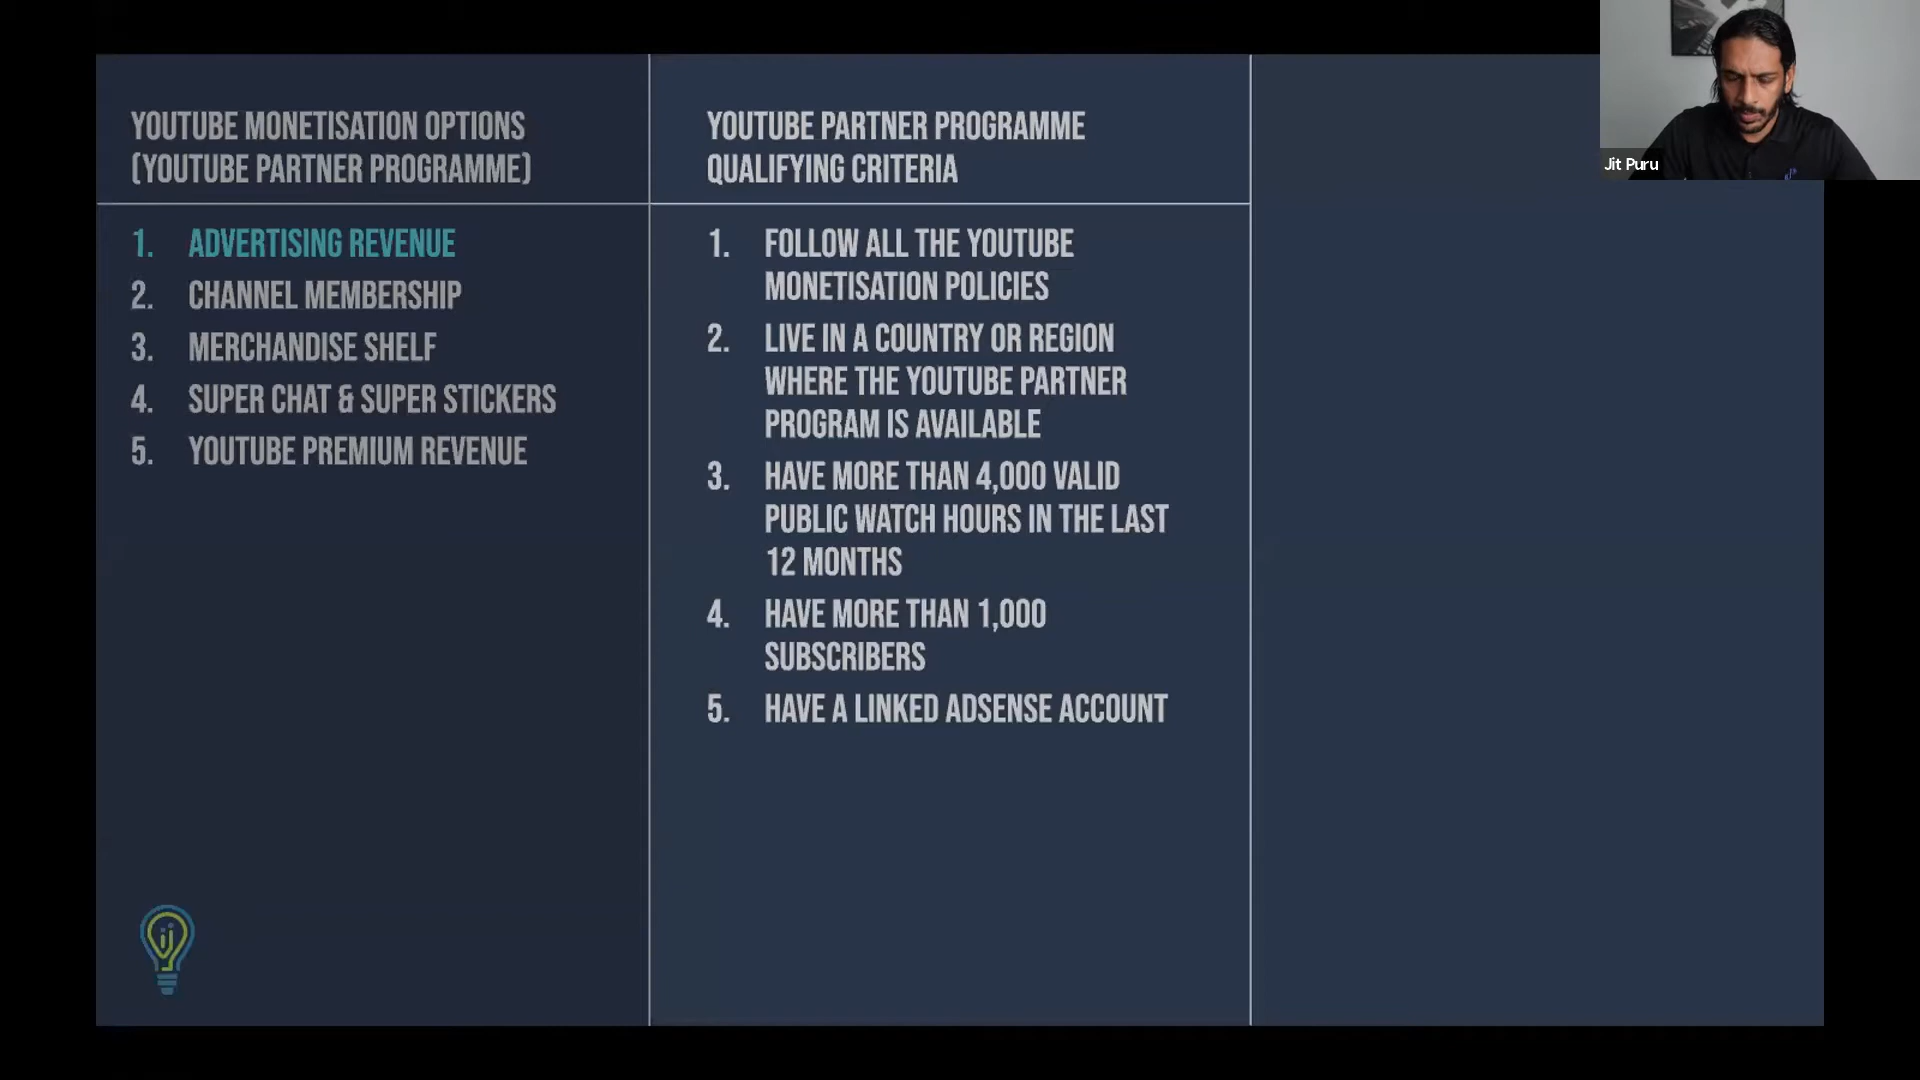 YOUTUBE MONETISATION OPTIONS
(YOUTUBE PARTNER PROGRAMME)
1. ADVERTISING REVENUE
2. CHANNEL MEMBERSHIP
3. MERCHANDISE SHELF
4. SUPER CHAT & SUPER STICKERS
5. YOUTUBE PREMIUM REVENUE
YOUTUBE PARTNER PROGRAMME
QUALIFYING CRITERIA
1. FOLLOW ALL THE YOUTUBE
MONETISATION POLICIES
2. LIVE IN A COUNTRY OR REGION
WHERE THE YOUTUBE PARTNER
PROGRAM IS AVAILABLE
3. HAVE MORE THAN 4,000 VALID
PUBLIC WATCH HOURS IN THE LAST
12 MONTHS
4. HAVE MORE THAN 1,000
SUBSCRIBERS
5. HAVE A LINKED ADSENSE ACCOUNT
Jit Puru